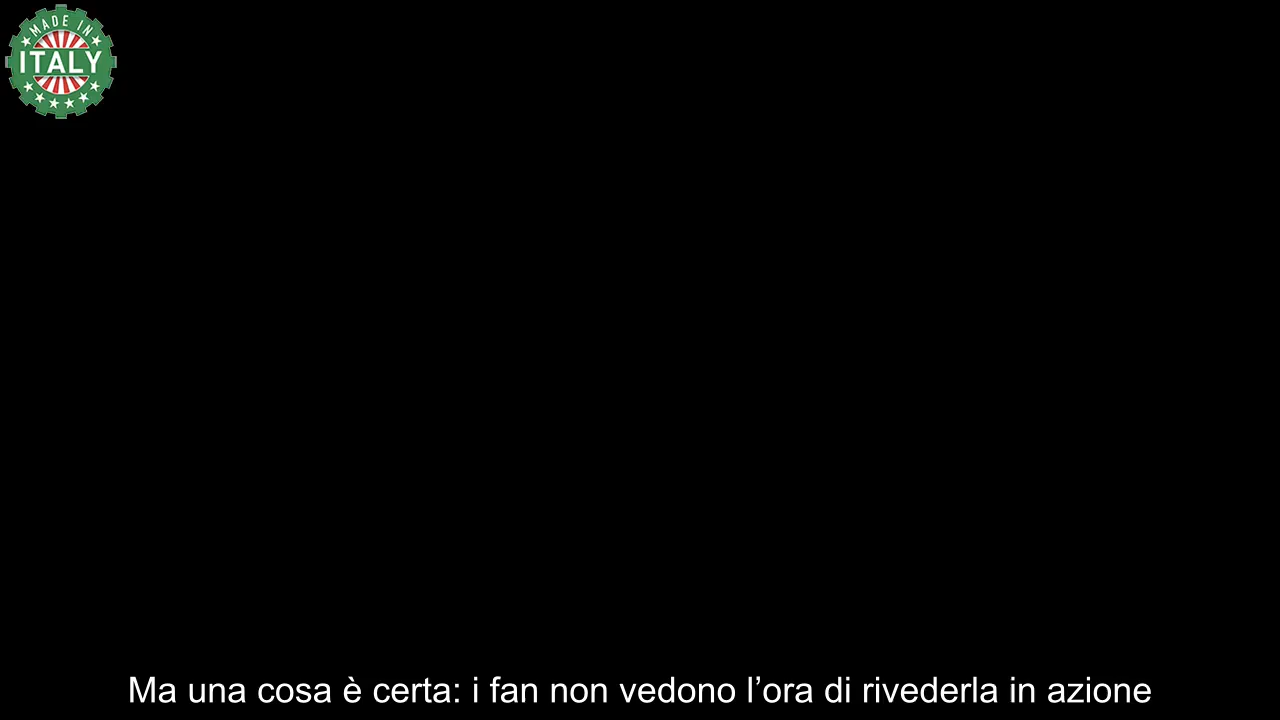 MADE IN
ITALY
Ma una cosa è certa: i fan non vedono l’ora di rivederla in azione